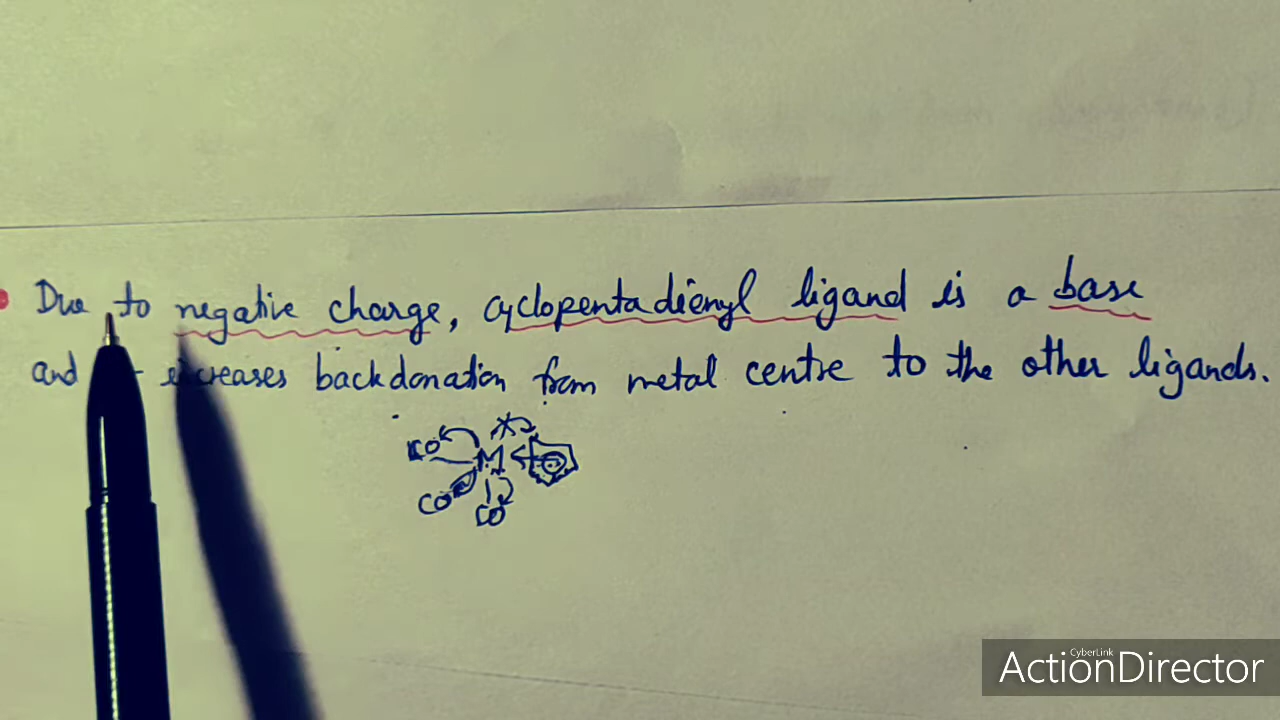 Due to negative charge, cyclopentadienyl ligand is a base
and increases backdonation from metal centre to the other ligands.
CO M
CO
CO
CyberLink
ActionDirector